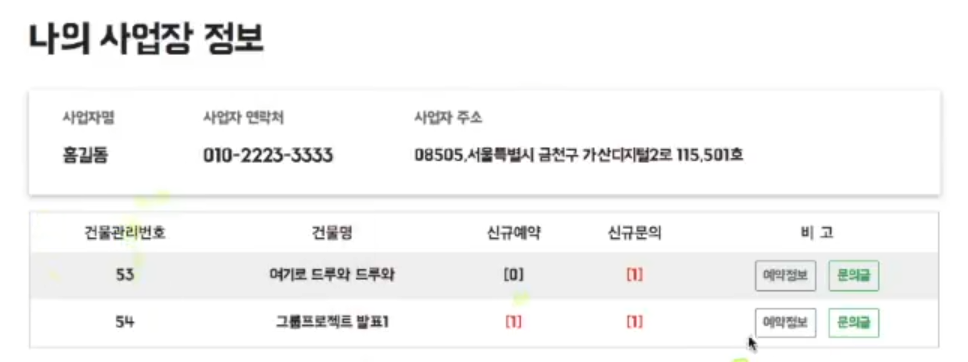 나의 사업장 정보
사업자명 사업자 연락처 사업자 주소
홍길동 010-2223-3333 08505,서울특별시 금천구 가산디지털2로 115,501호
건물관리번호 건물명 신규예약 신규문의 비 고
53 여기로 드루와 드루와 [0] [1] 예약정보 문의글
54 그룹프로젝트 발표1 [1] [1] 예약정보 문의글